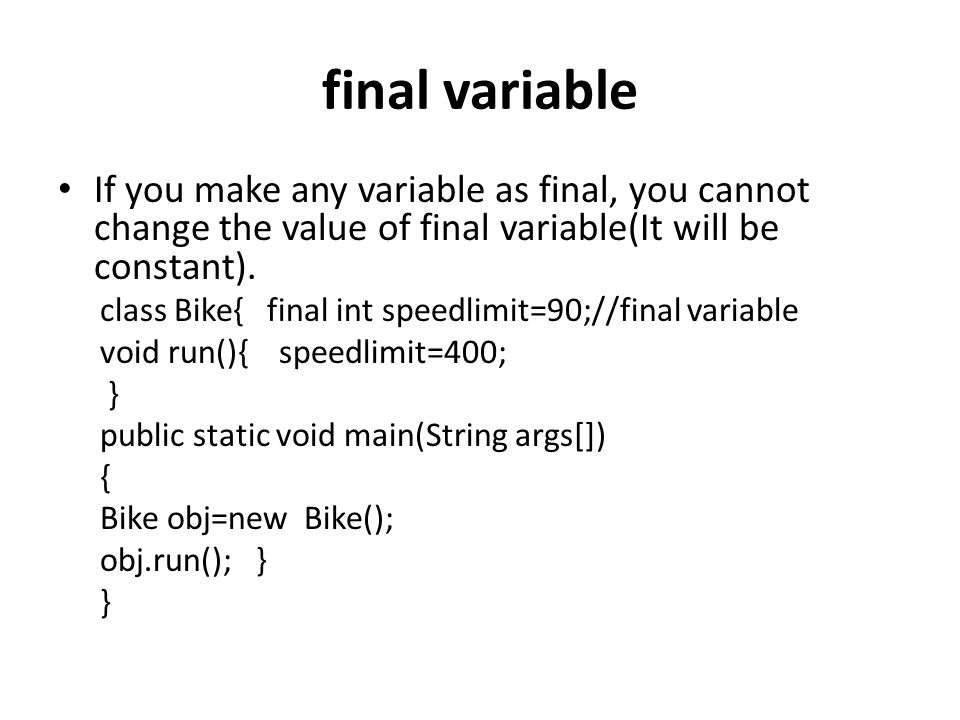 final variable
• If you make any variable as final, you cannot
change the value of final variable(It will be
constant).
class Bike{   final int speedlimit=90;//final variable
void run(){    speedlimit=400;
}
public static void main(String args[])
{
Bike obj=new  Bike();
obj.run();   }
}